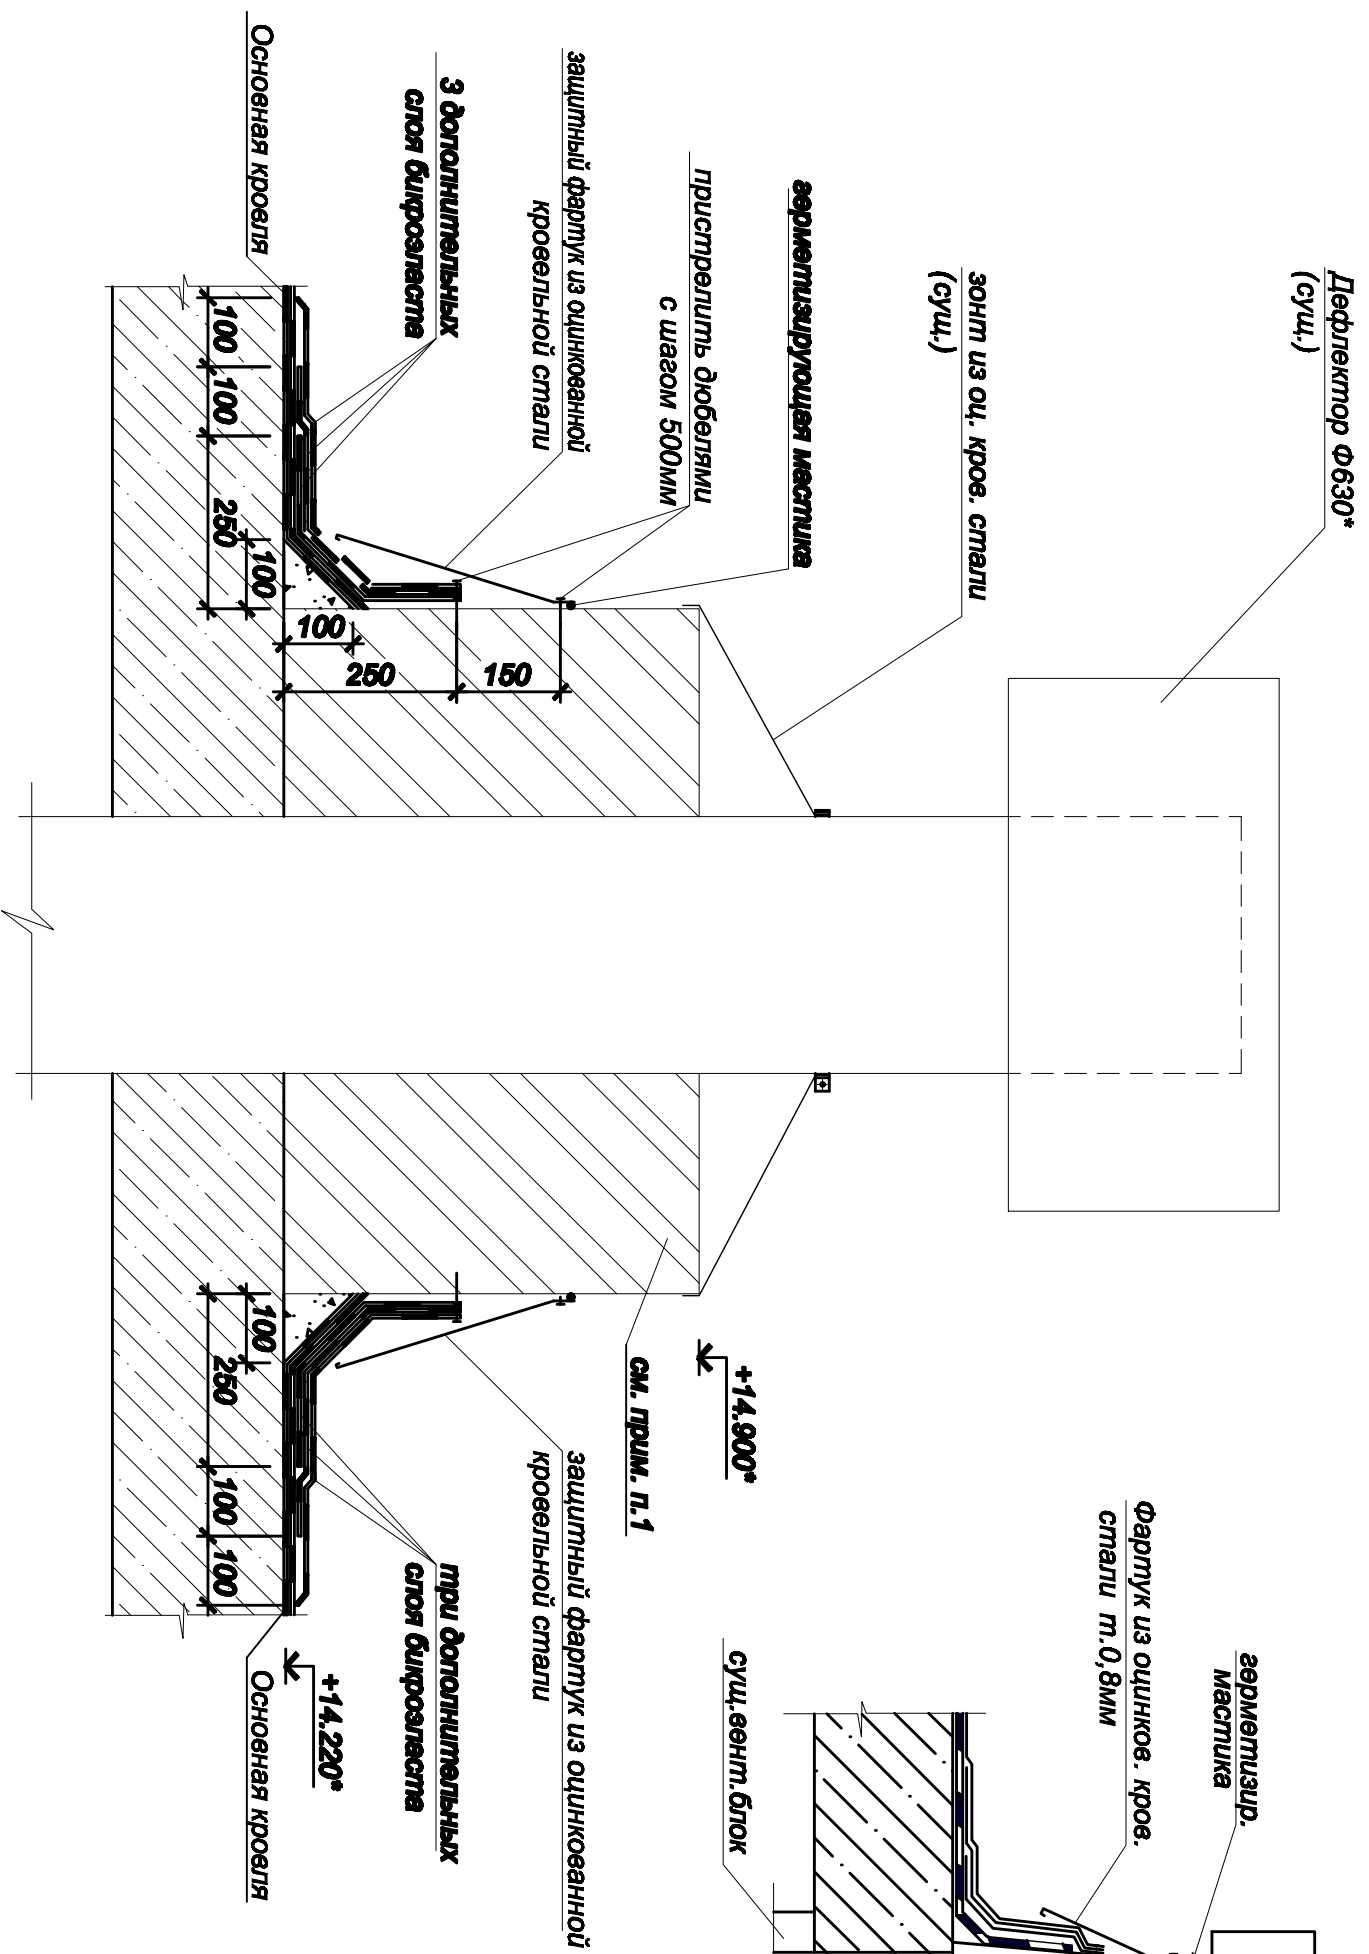 Дефлектор Ф630*
(сущ.)
зонт из оц. кров. стали
(сущ.)
герметизирующая мастика
пристрелить дюбелями
с шагом 500мм
защитный фартук из оцинкованной
кровельной стали
3 дополнительных
слоя бикроэласта
Основная кровля
100
100
250
100
100
250
150
+14.900*
см. прим. п.1
защитный фартук из оцинкованной
кровельной стали
три дополнительных
слоя бикроэласта
+14.220*
Основная кровля
100
250
100
100
герметизир.
мастика
Фартук из оцинков. кров.
стали т.0,8мм
сущ.вент.блок